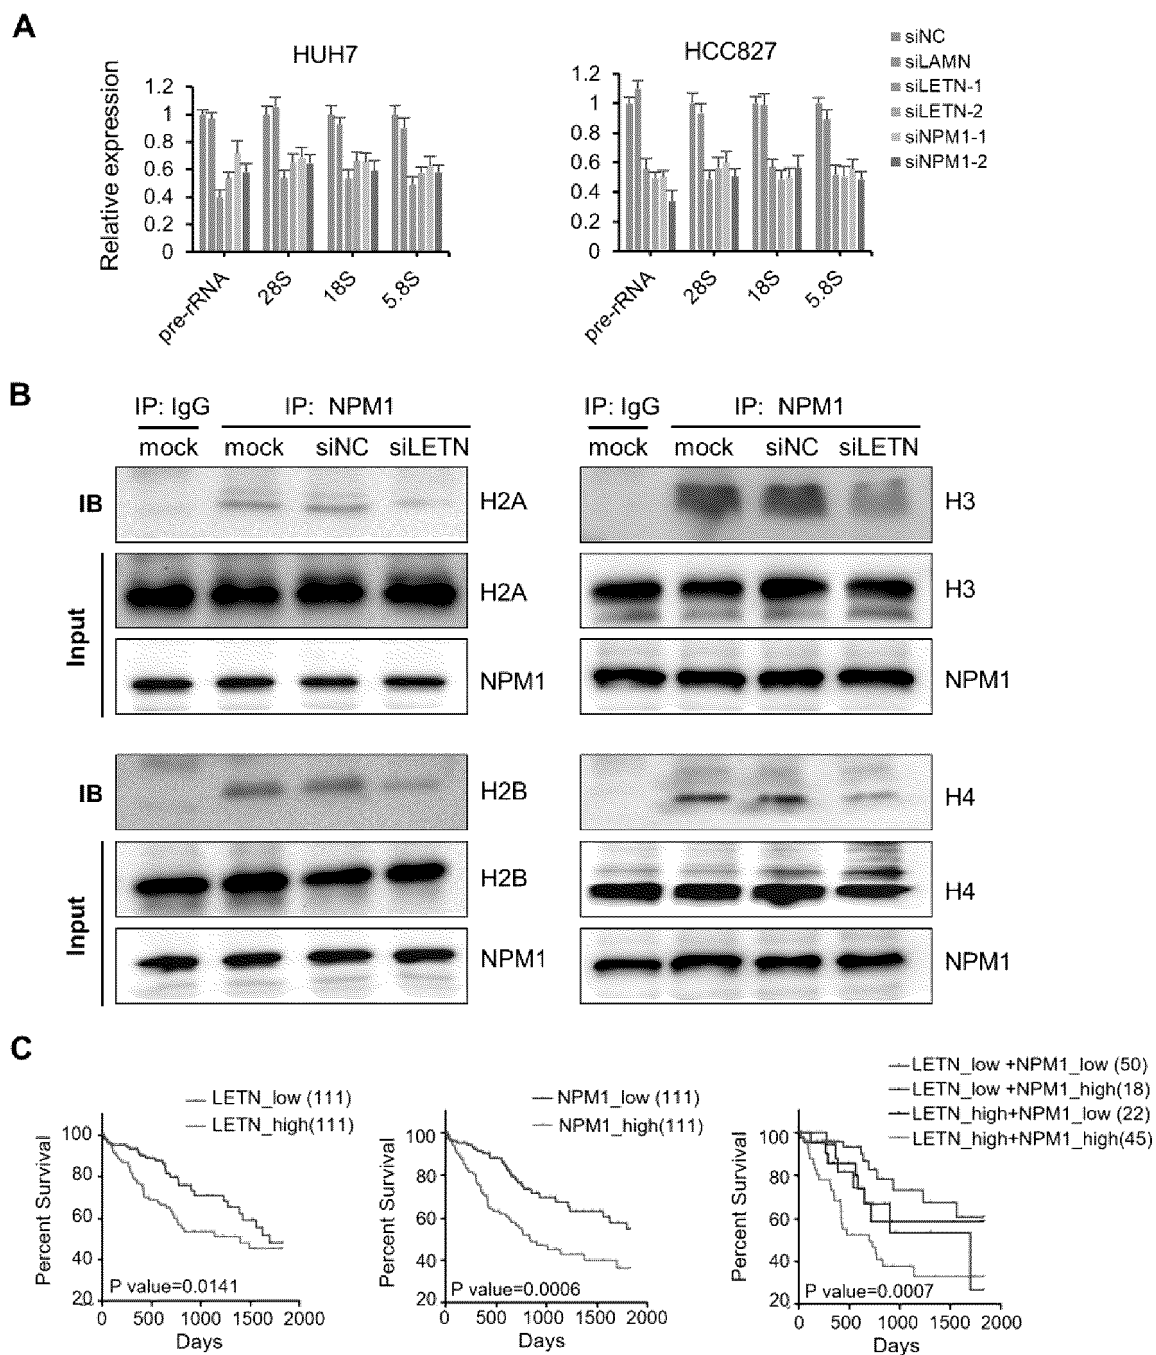 A
HUH7
Relative expression
1.2
1
0.8
0.6
0.4
0.2
0
pre-rRNA
28S
18S
5.8S
HCC827
1.2
1
0.8
0.6
0.4
0.2
0
pre-rRNA
28S
18S
5.8S
siNC
siLAMN
siLETN-1
siLETN-2
siNPM1-1
siNPM1-2
B
IP: IgG IP: NPM1
mock mock siNC siLETN
IB H2A
Input
H2A
NPM1
IP: IgG IP: NPM1
mock mock siNC siLETN
H3
H3
NPM1
IB H2B
Input
H2B
NPM1
H4
H4
NPM1
C
LETN_low (111)
LETN_high(111)
Percent Survival
100
80
60
40
20
P value=0.0141
0 500 1000 1500 2000
Days
NPM1_low (111)
NPM1_high(111)
Percent Survival
100
80
60
40
20
P value=0.0006
0 500 1000 1500 2000
Days
LETN_low +NPM1_low (50)
LETN_low +NPM1_high(18)
LETN_high+NPM1_low (22)
LETN_high+NPM1_high(45)
Percent Survival
100
80
60
40
20
P value=0.0007
0 500 1000 1500 2000
Days